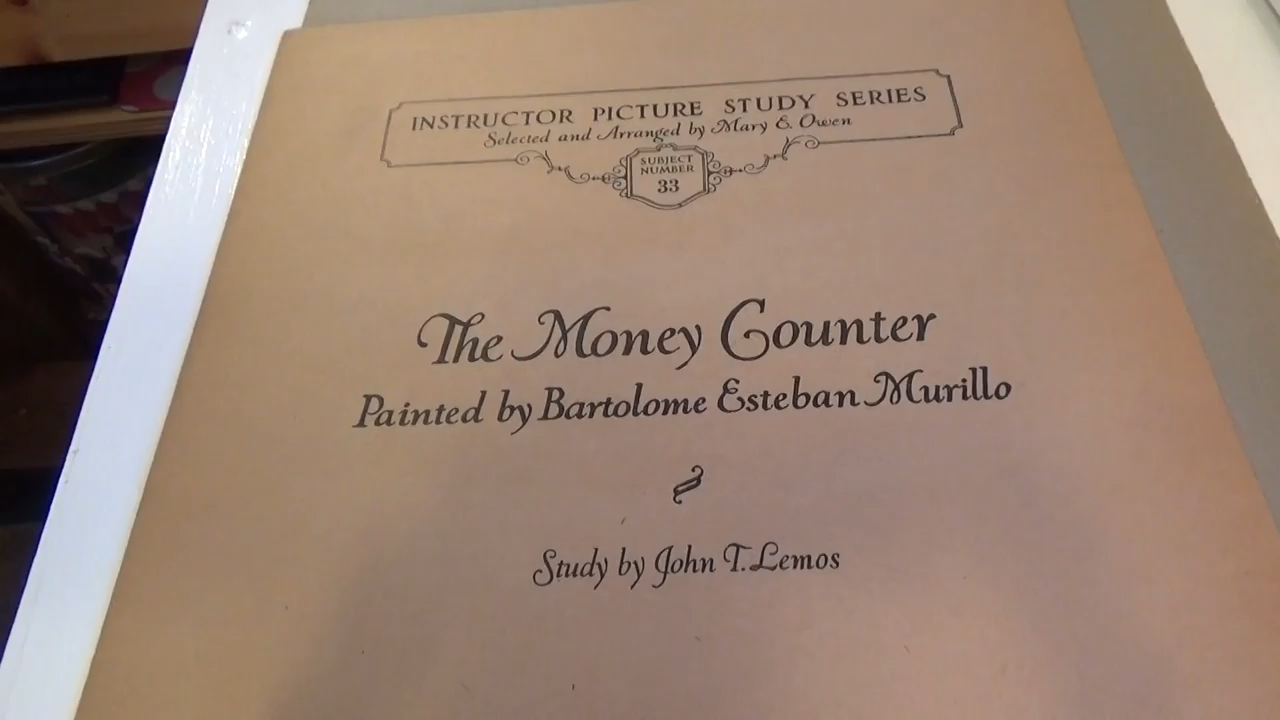 INSTRUCTOR PICTURE STUDY SERIES
Selected and Arranged by Mary E. Owen
SUBJECT
NUMBER
33
The Money Counter
Painted by Bartolome Esteban Murillo
Study by John T. Lemos